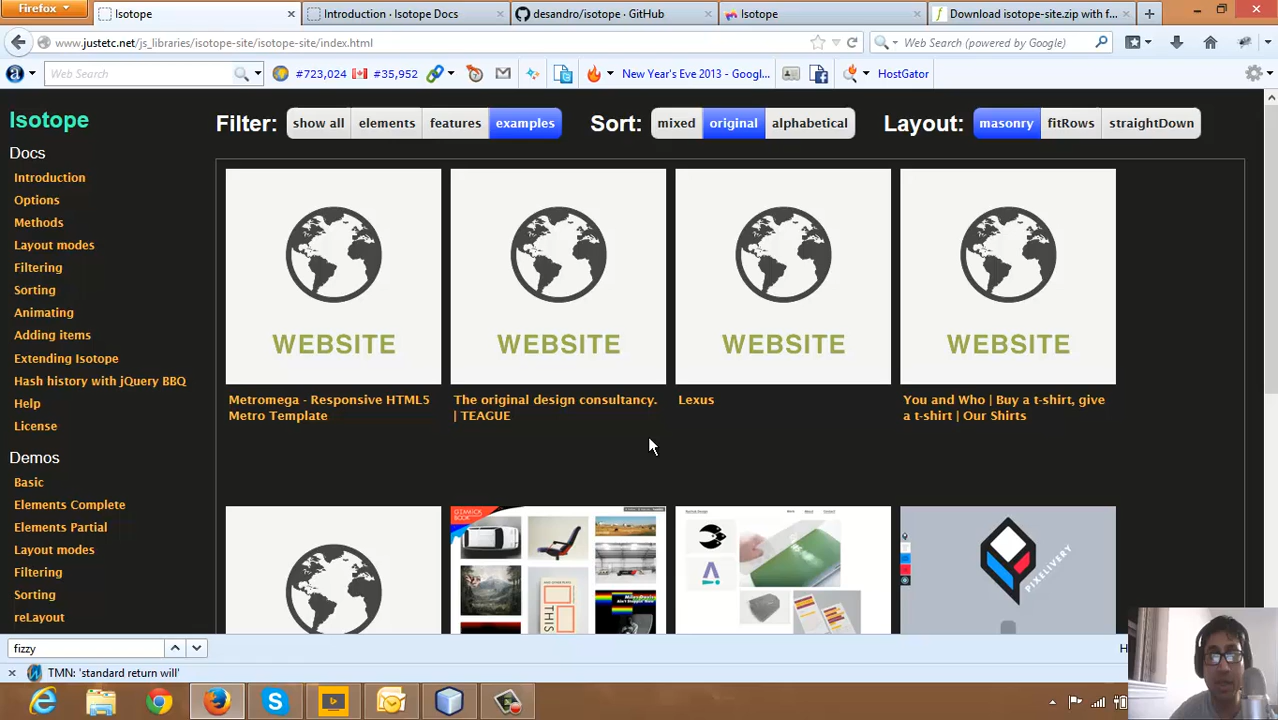 Firefox
Isotope
Introduction · Isotope Docs
desandro/isotope · GitHub
Isotope
Download isotope-site.zip with f...
www.justetc.net/js_libraries/isotope-site/isotope-site/index.html
Web Search (powered by Google)
Web Search
#723,024
#35,952
New Year's Eve 2013 - Googl...
HostGator
Isotope
Docs
Introduction
Options
Methods
Layout modes
Filtering
Sorting
Animating
Adding items
Extending Isotope
Hash history with jQuery BBQ
Help
License
Demos
Basic
Elements Complete
Elements Partial
Layout modes
Filtering
Sorting
reLayout
Filter:
show all
elements
features
examples
Sort:
mixed
original
alphabetical
Layout:
masonry
fitRows
straightDown
WEBSITE
WEBSITE
WEBSITE
WEBSITE
Metromega - Responsive HTML5
Metro Template
The original design consultancy.
| TEAGUE
Lexus
You and Who | Buy a t-shirt, give
a t-shirt | Our Shirts
PIXELIVERY
THIS
fizzy
H
TMN: 'standard return will'